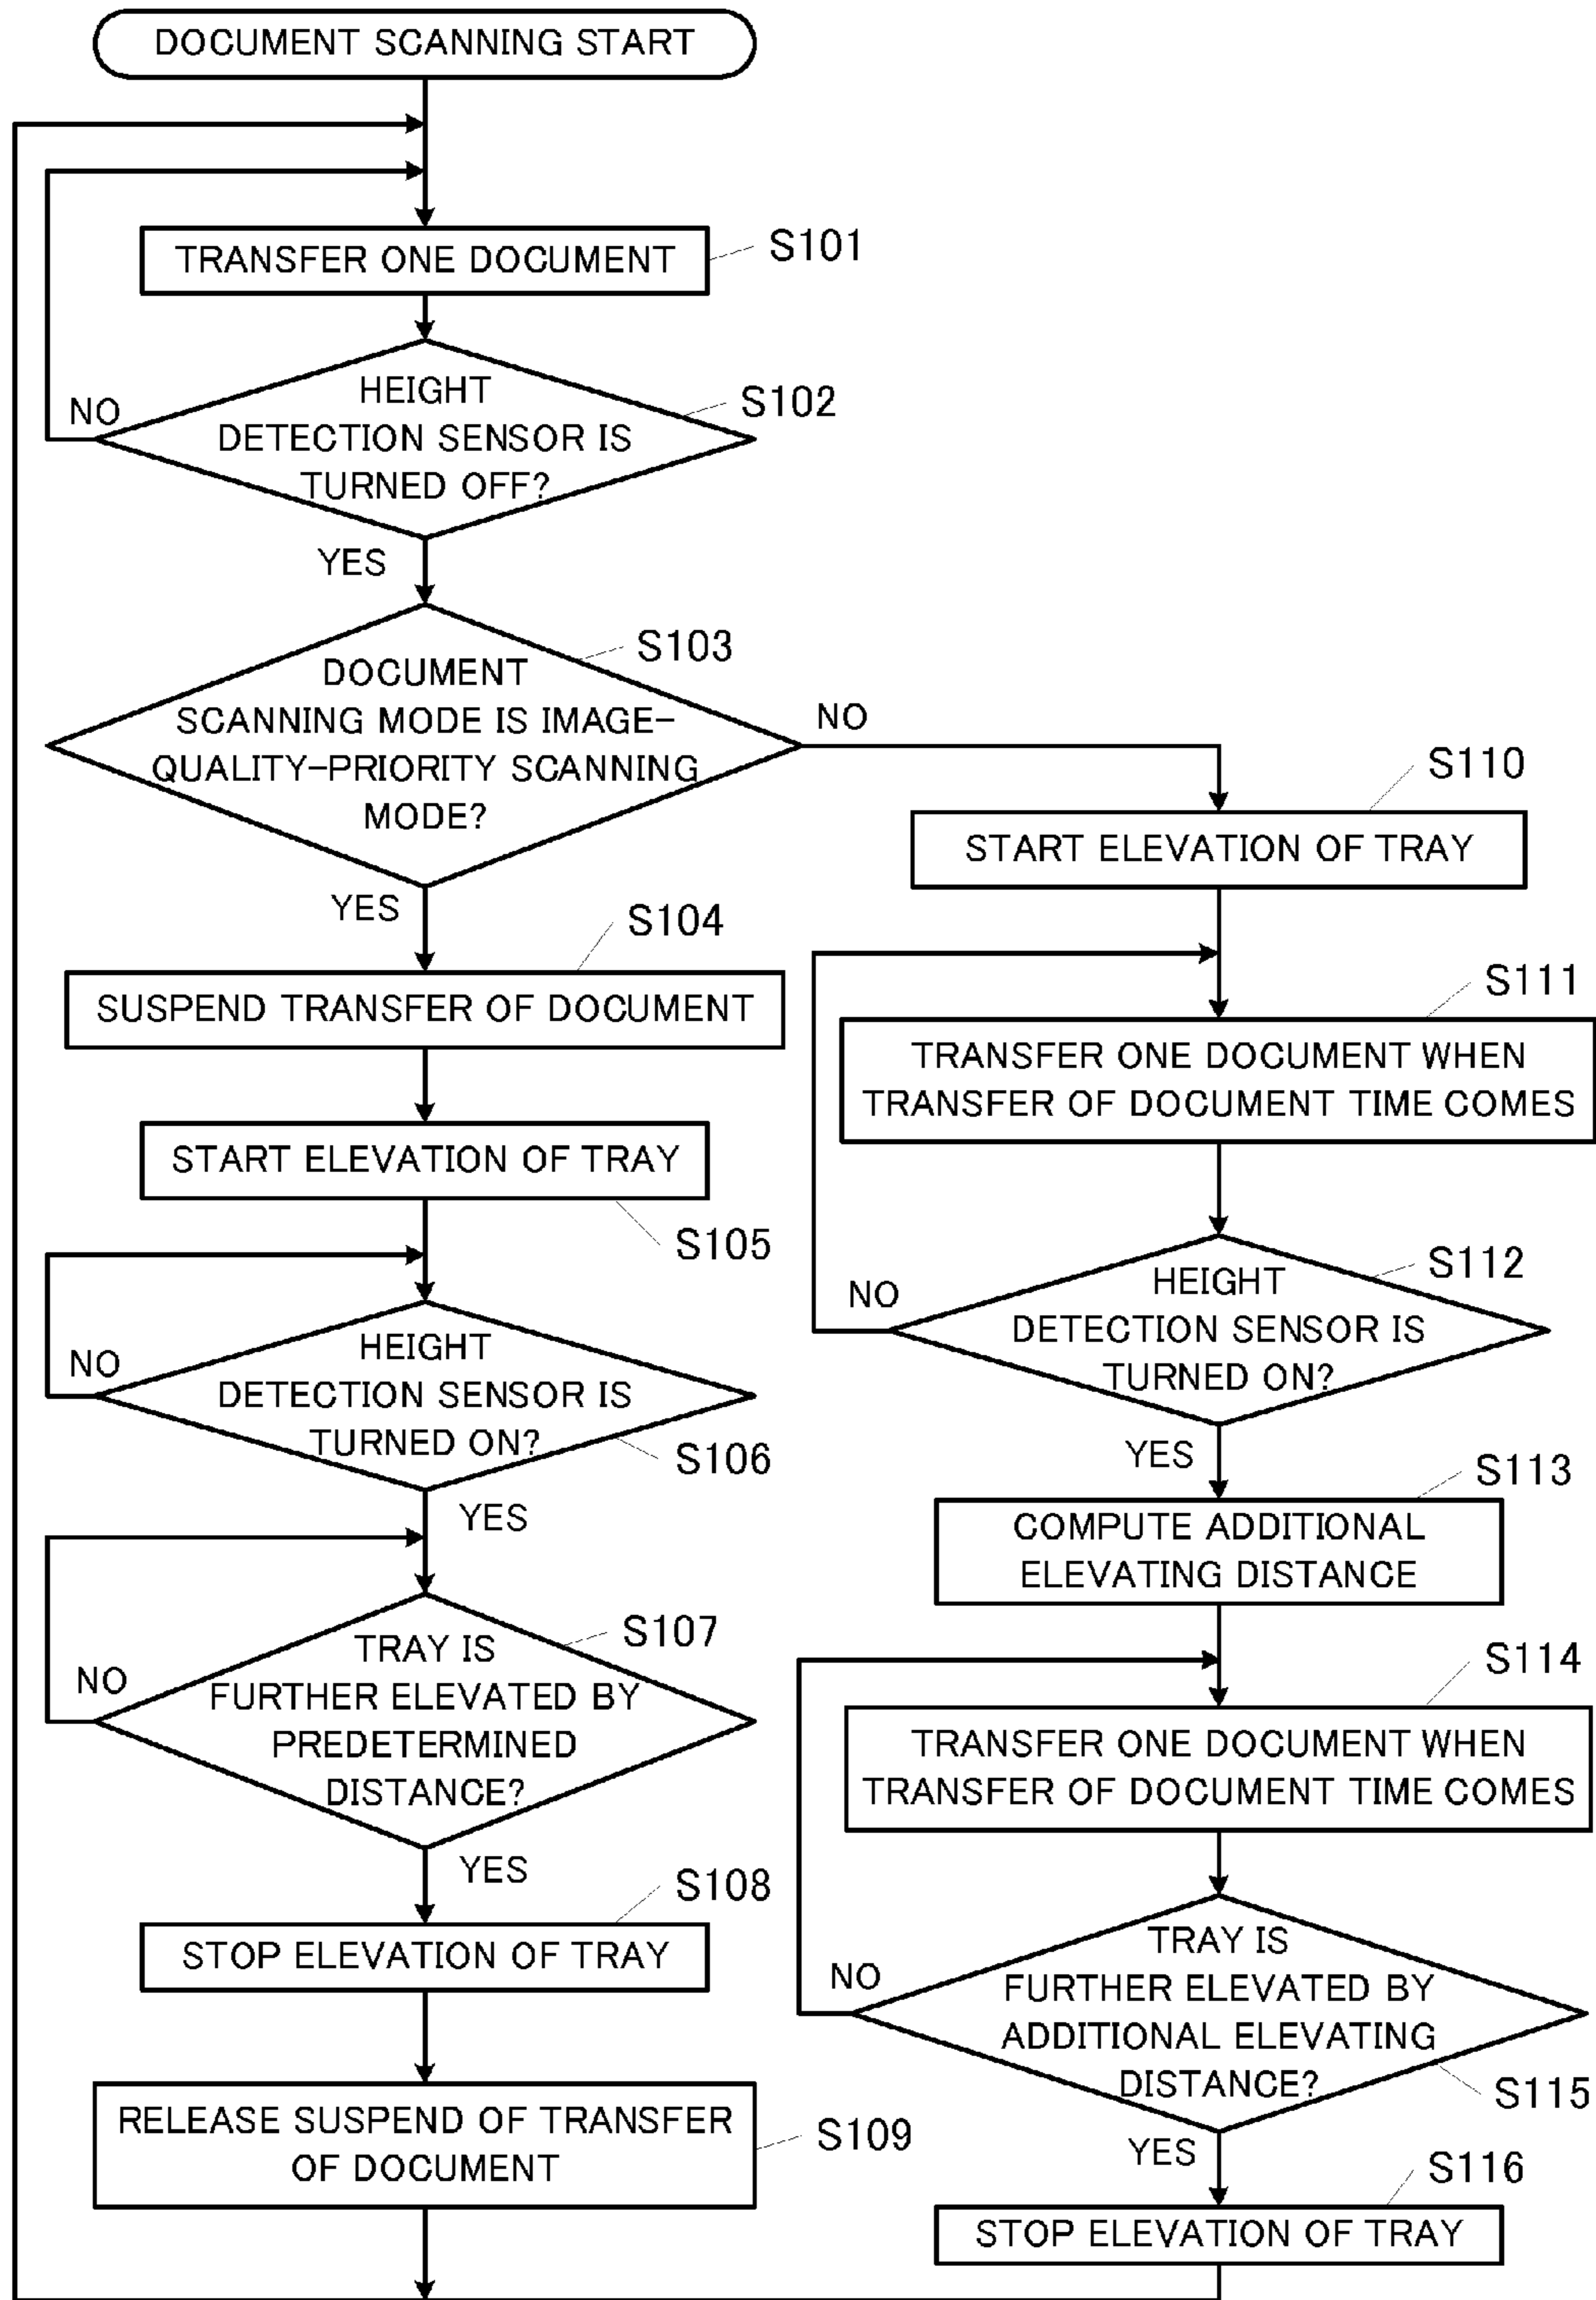 DOCUMENT SCANNING START
TRANSFER ONE DOCUMENT
S101
HEIGHT
DETECTION SENSOR IS
TURNED OFF?
S102
NO
YES
DOCUMENT
SCANNING MODE IS IMAGE-
QUALITY-PRIORITY SCANNING
MODE?
S103
NO
YES
SUSPEND TRANSFER OF DOCUMENT
S104
START ELEVATION OF TRAY
S105
HEIGHT
DETECTION SENSOR IS
TURNED ON?
S106
NO
YES
TRAY IS
FURTHER ELEVATED BY
PREDETERMINED
DISTANCE?
S107
NO
YES
STOP ELEVATION OF TRAY
S108
RELEASE SUSPEND OF TRANSFER
OF DOCUMENT
S109
START ELEVATION OF TRAY
S110
TRANSFER ONE DOCUMENT WHEN
TRANSFER OF DOCUMENT TIME COMES
S111
HEIGHT
DETECTION SENSOR IS
TURNED ON?
S112
NO
YES
COMPUTE ADDITIONAL
ELEVATING DISTANCE
S113
TRANSFER ONE DOCUMENT WHEN
TRANSFER OF DOCUMENT TIME COMES
S114
TRAY IS
FURTHER ELEVATED BY
ADDITIONAL ELEVATING
DISTANCE?
S115
NO
YES
STOP ELEVATION OF TRAY
S116